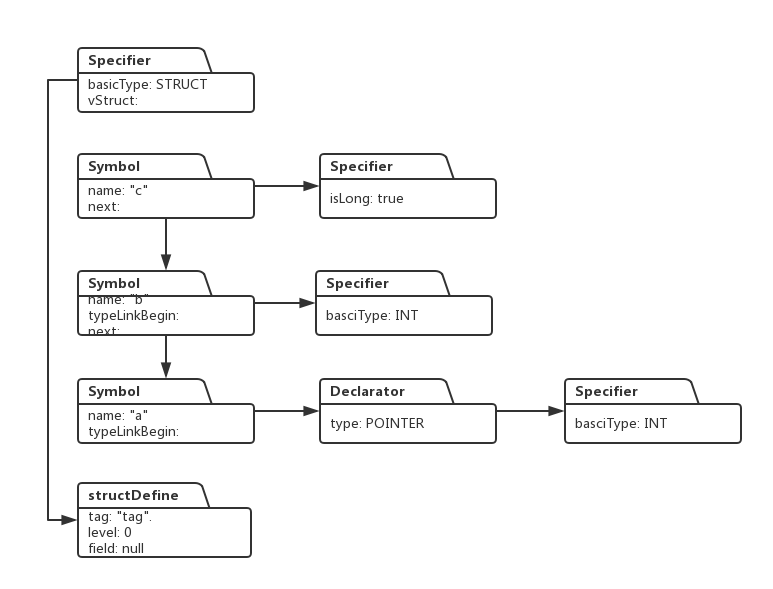 Specifier
basicType: STRUCT
vStruct:
Symbol
name: "c"
next:
Specifier
isLong: true
Symbol
name: "b"
typeLinkBegin:
next:
Specifier
basciType: INT
Symbol
name: "a"
typeLinkBegin:
Declarator
type: POINTER
Specifier
basciType: INT
structDefine
tag: "tag".
level: 0
field: null